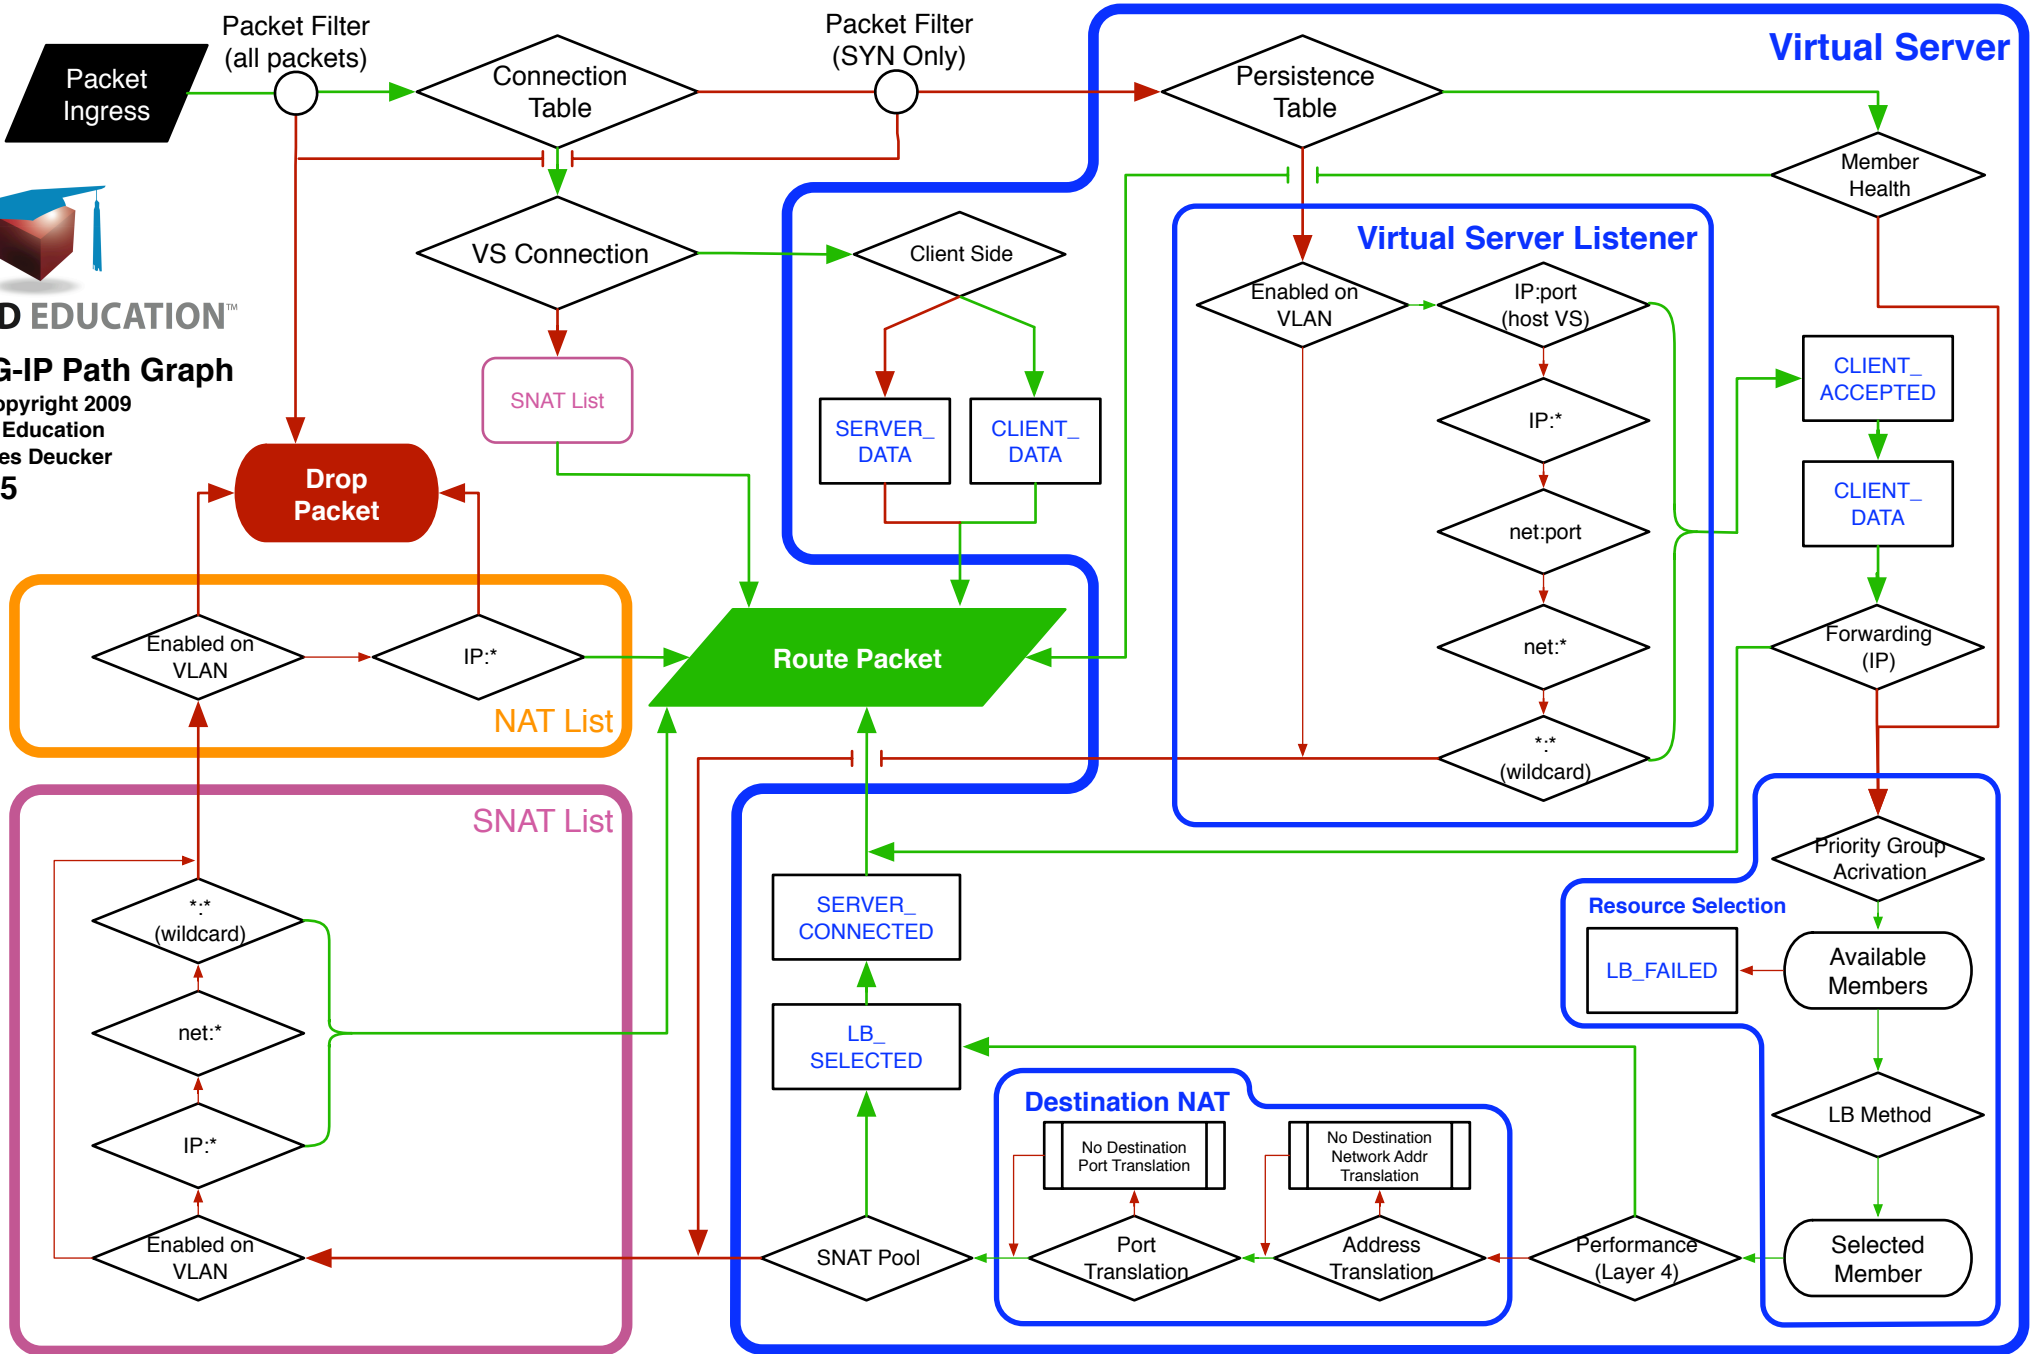 Packet Filter
(all packets)
Packet Filter
(SYN Only)
Virtual Server
Packet
Ingress
Connection
Table
Persistence
Table
Member
Health
VS Connection
Client Side
Virtual Server Listener
Enabled on
VLAN
IP:port
(host VS)
D EDUCATION™
G-IP Path Graph
opyright 2009
Education
es Deucker
5
SNAT List
SERVER_
DATA
CLIENT_
DATA
IP:*
CLIENT_
ACCEPTED
Drop
Packet
net:port
CLIENT_
DATA
Enabled on
VLAN
IP:*
NAT List
Route Packet
net:*
Forwarding
(IP)
*:*
(wildcard)
SNAT List
Priority Group
Acrivation
*:*
(wildcard)
SERVER_
CONNECTED
Resource Selection
LB_FAILED
Available
Members
net:*
LB_
SELECTED
Destination NAT
IP:*
No Destination
Port Translation
No Destination
Network Addr
Translation
LB Method
Enabled on
VLAN
SNAT Pool
Port
Translation
Address
Translation
Performance
(Layer 4)
Selected
Member